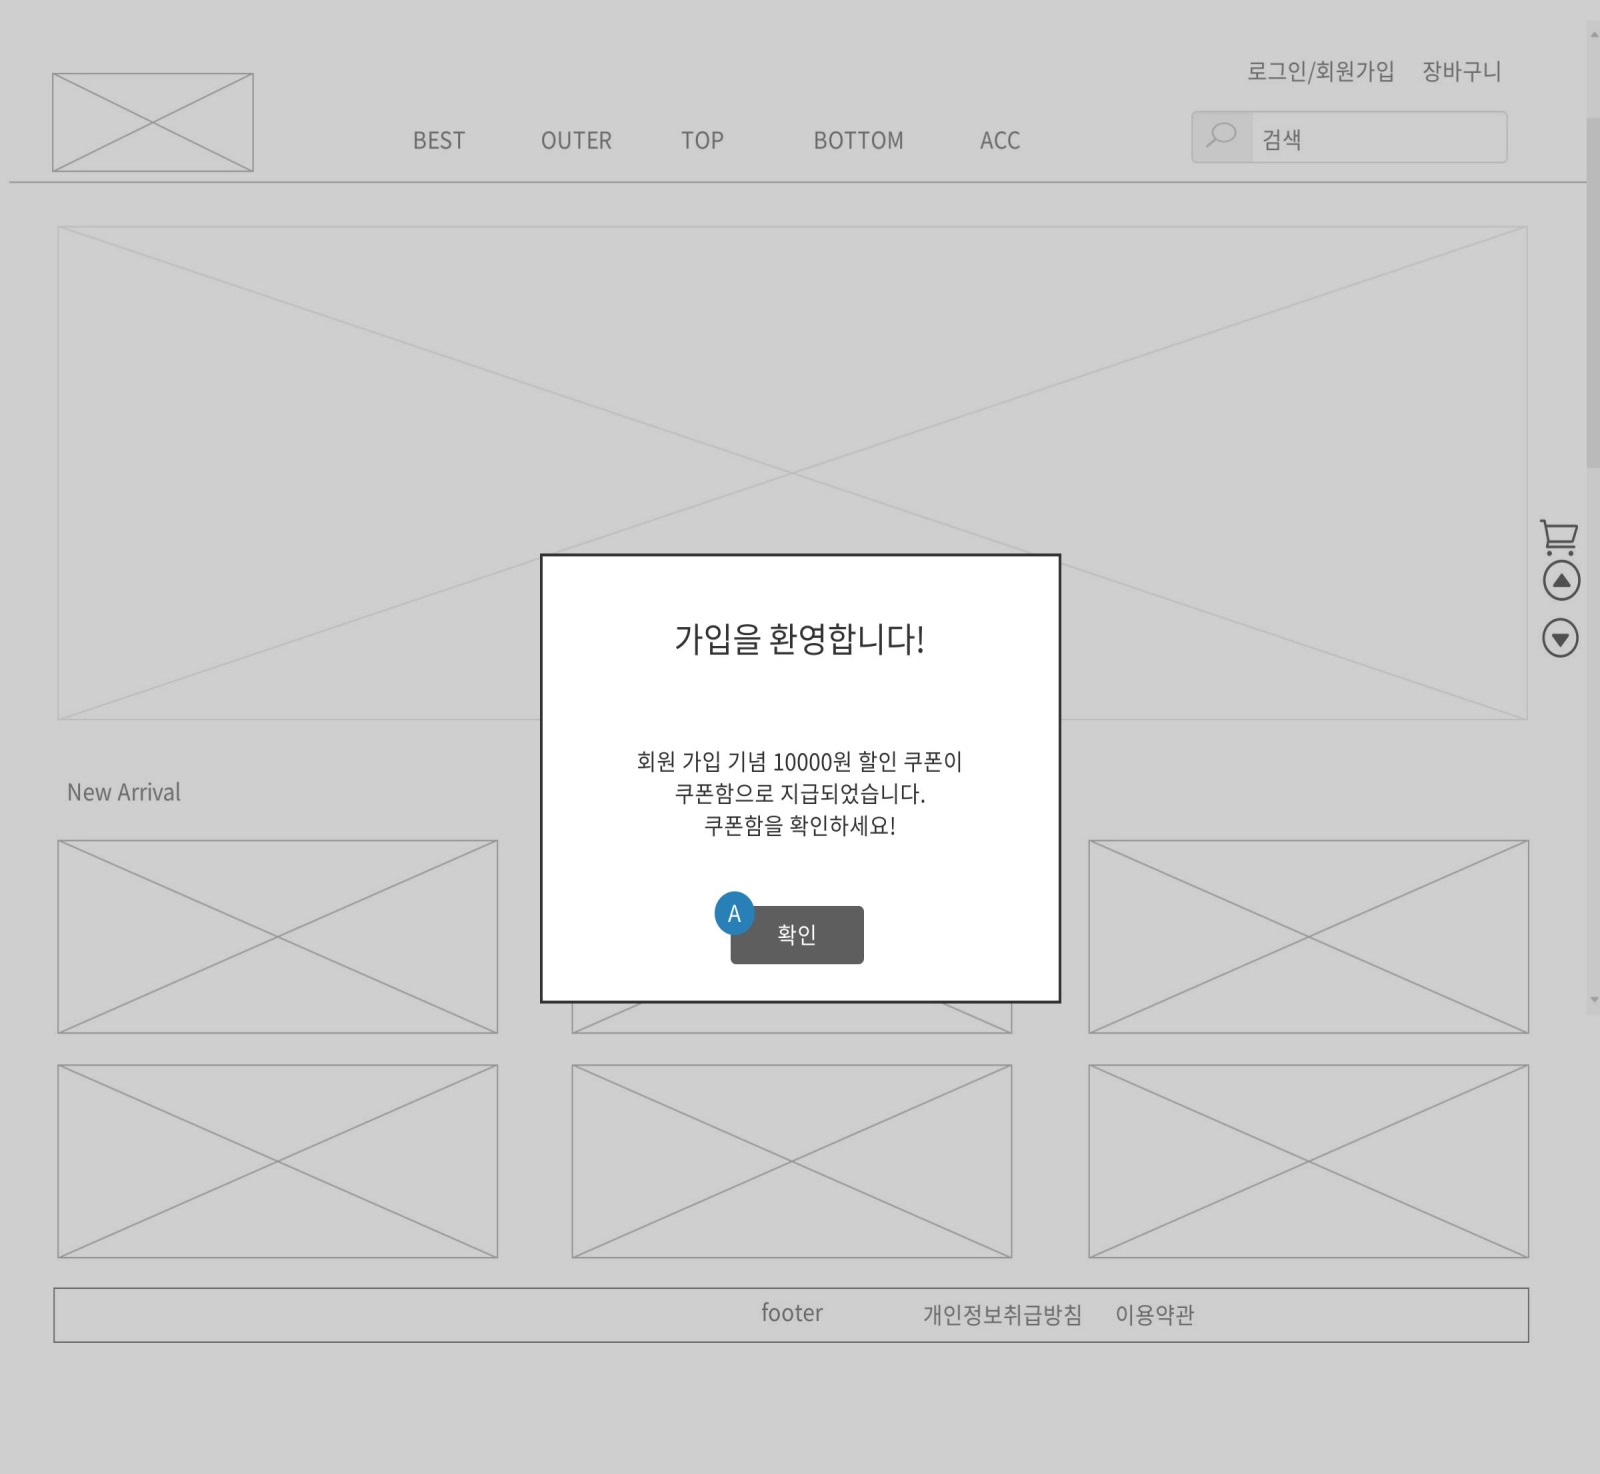 로그인/회원가입 장바구니
BEST OUTER TOP BOTTOM ACC 검색
가입을 환영합니다!
회원 가입 기념 10000원 할인 쿠폰이
쿠폰함으로 지급되었습니다.
쿠폰함을 확인하세요!
New Arrival
A
확인
footer 개인정보취급방침 이용약관